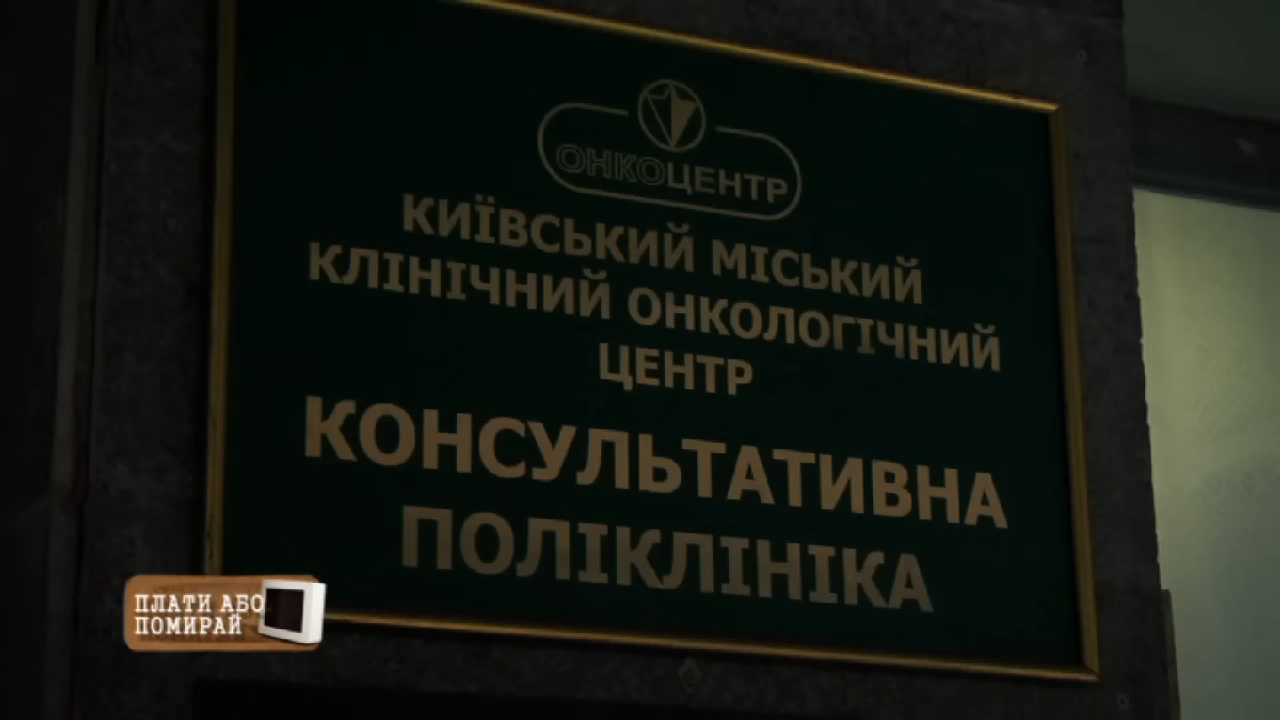 ОНКОЦЕНТР
КИЇВСЬКИЙ МІСЬКИЙ
КЛІНІЧНИЙ ОНКОЛОГІЧНИЙ
ЦЕНТР
КОНСУЛЬТАТИВНА
ПОЛІКЛІНІКА
ПЛАТИ АБО
ПОМИРАЙ